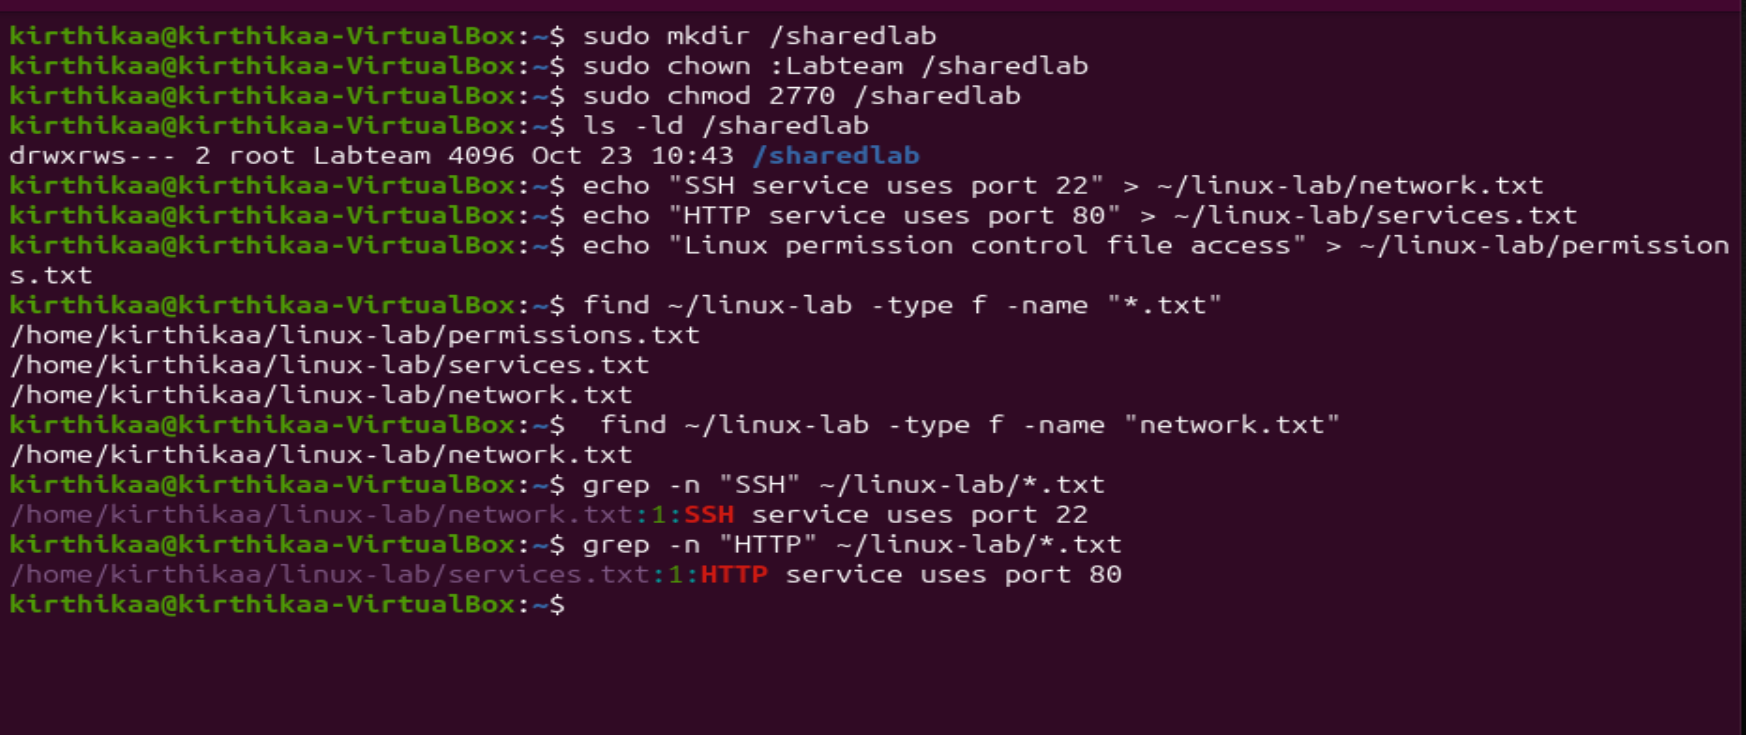 kirthikaa@kirthikaa-VirtualBox:~$ sudo mkdir /sharedlab
kirthikaa@kirthikaa-VirtualBox:~$ sudo chown :Labteam /sharedlab
kirthikaa@kirthikaa-VirtualBox:~$ sudo chmod 2770 /sharedlab
kirthikaa@kirthikaa-VirtualBox:~$ ls -ld /sharedlab
drwxrws--- 2 root Labteam 4096 Oct 23 10:43 /sharedlab
kirthikaa@kirthikaa-VirtualBox:~$ echo "SSH service uses port 22" > ~/linux-lab/network.txt
kirthikaa@kirthikaa-VirtualBox:~$ echo "HTTP service uses port 80" > ~/linux-lab/services.txt
kirthikaa@kirthikaa-VirtualBox:~$ echo "Linux permission control file access" > ~/linux-lab/permission
s.txt
kirthikaa@kirthikaa-VirtualBox:~$ find ~/linux-lab -type f -name "*.txt"
/home/kirthikaa/linux-lab/permissions.txt
/home/kirthikaa/linux-lab/services.txt
/home/kirthikaa/linux-lab/network.txt
kirthikaa@kirthikaa-VirtualBox:~$  find ~/linux-lab -type f -name "network.txt"
/home/kirthikaa/linux-lab/network.txt
kirthikaa@kirthikaa-VirtualBox:~$ grep -n "SSH" ~/linux-lab/*.txt
/home/kirthikaa/linux-lab/network.txt:1:SSH service uses port 22
kirthikaa@kirthikaa-VirtualBox:~$ grep -n "HTTP" ~/linux-lab/*.txt
/home/kirthikaa/linux-lab/services.txt:1:HTTP service uses port 80
kirthikaa@kirthikaa-VirtualBox:~$